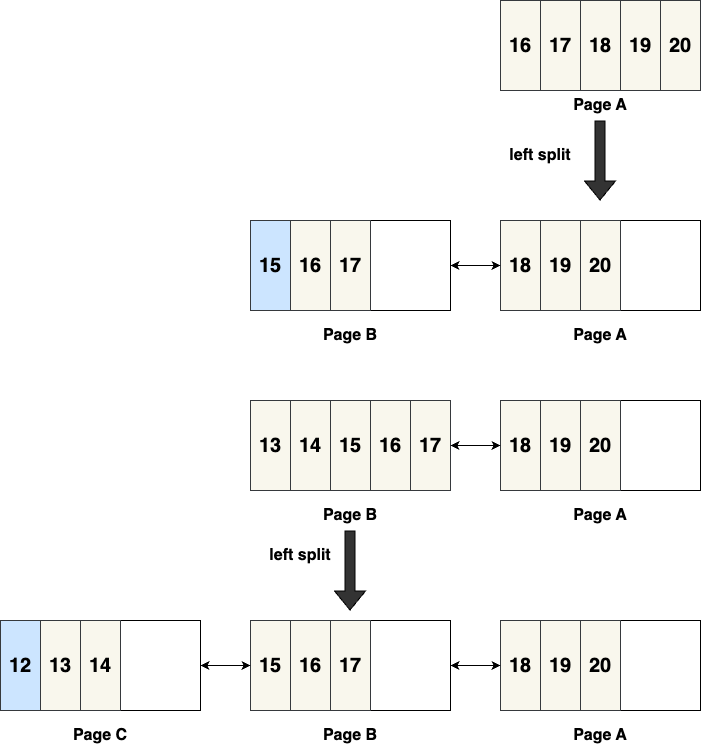 16 17 18 19 20
Page A
left split
15 16 17 18 19 20
Page B Page A
13 14 15 16 17 18 19 20
Page B Page A
left split
12 13 14 15 16 17 18 19 20
Page C Page B Page A